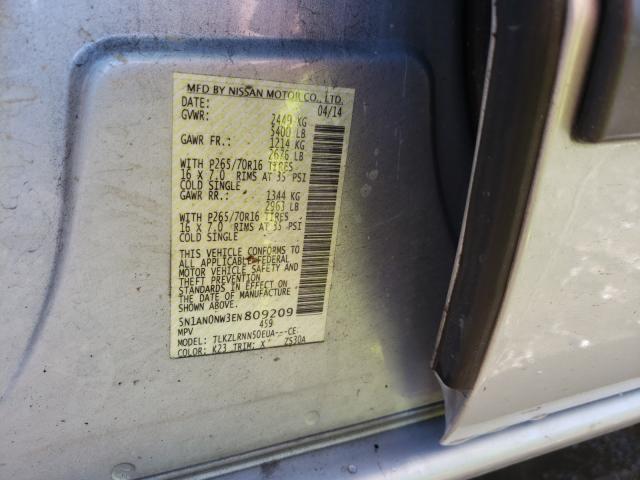 MFD BY NISSAN MOTOR CO., LTD.
DATE: 04/14
GVWR: 2449 KG
5400 LB
GAWR FR.: 1214 KG
2676 LB
WITH P265/70R16 TIRES
16 X 7.0 RIMS AT 35 PSI
COLD SINGLE
GAWR RR.: 1344 KG
2963 LB
WITH P265/70R16 TIRES
16 X 7.0 RIMS AT 35 PSI
COLD SINGLE
THIS VEHICLE CONFORMS TO
ALL APPLICABLE FEDERAL
MOTOR VEHICLE SAFETY AND
THEFT PREVENTION
STANDARDS IN EFFECT ON
THE DATE OF MANUFACTURE
SHOWN ABOVE.
5N1AN0NW3EN809209
MPV 459
MODEL: TLKZLRNN50EUA---CE
COLOR: K23 TRIM: X ZS30A